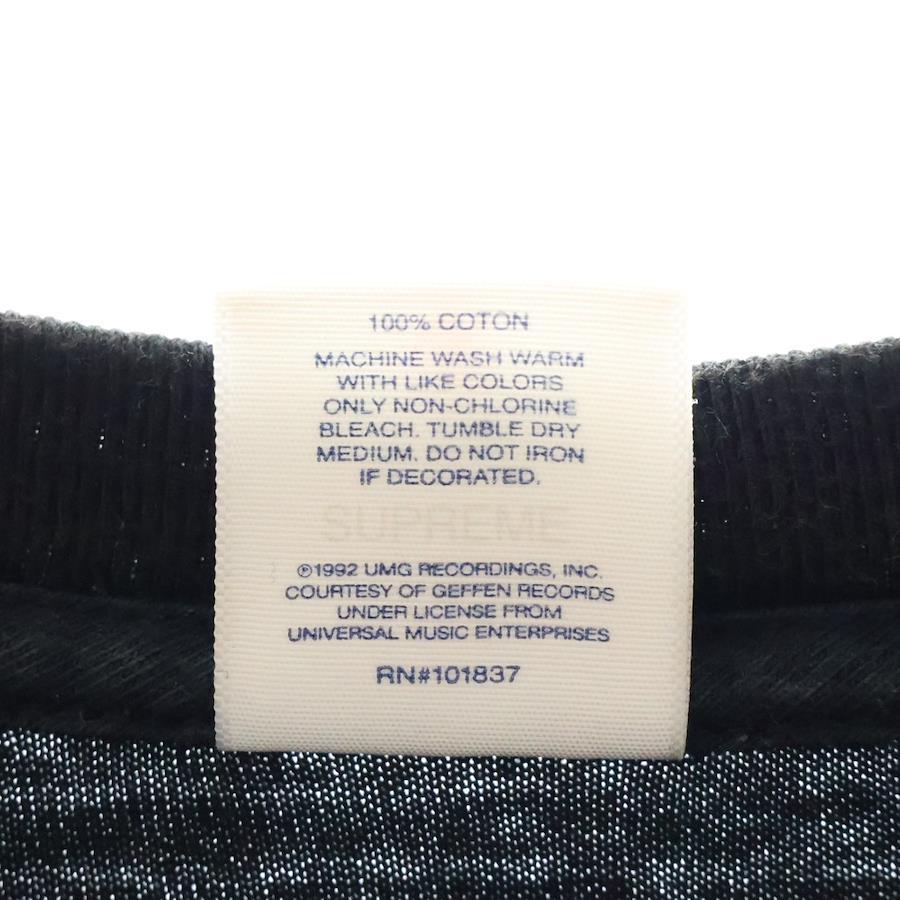 100% COTON
MACHINE WASH WARM
WITH LIKE COLORS
ONLY NON-CHLORINE
BLEACH. TUMBLE DRY
MEDIUM. DO NOT IRON
IF DECORATED.
SUPREME
℗1992 UMG RECORDINGS, INC.
COURTESY OF GEFFEN RECORDS
UNDER LICENSE FROM
UNIVERSAL MUSIC ENTERPRISES
RN#101837